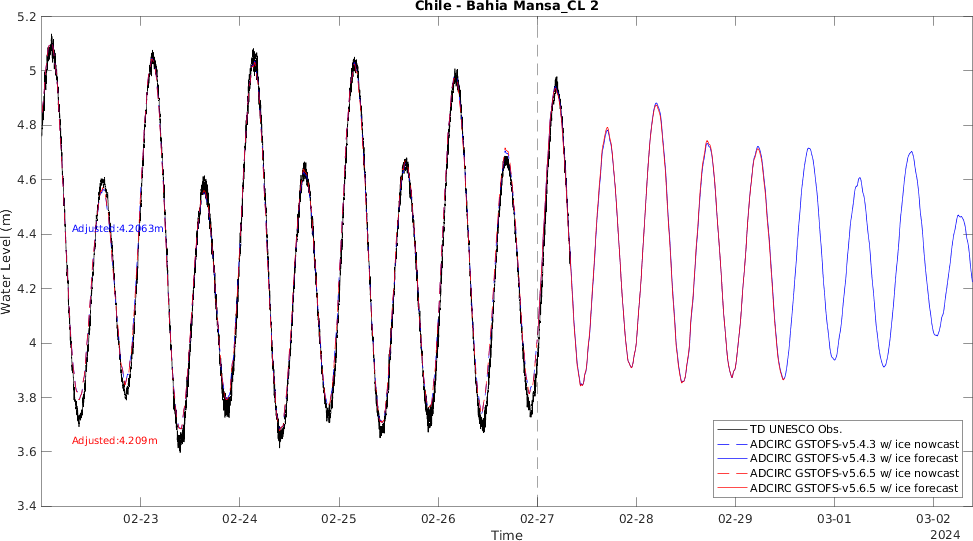 Chile - Bahia Mansa_CL 2
5.2
5
4.8
4.6
4.4
4.2
4
3.8
3.6
3.4
Water Level (m)
Adjusted:4.2063m
Adjusted:4.209m
TD UNESCO Obs.
ADCIRC GSTOFS-v5.4.3 w/ ice nowcast
ADCIRC GSTOFS-v5.4.3 w/ ice forecast
ADCIRC GSTOFS-v5.6.5 w/ ice nowcast
ADCIRC GSTOFS-v5.6.5 w/ ice forecast
02-23 02-24 02-25 02-26 02-27 02-28 02-29 03-01 03-02
Time
2024